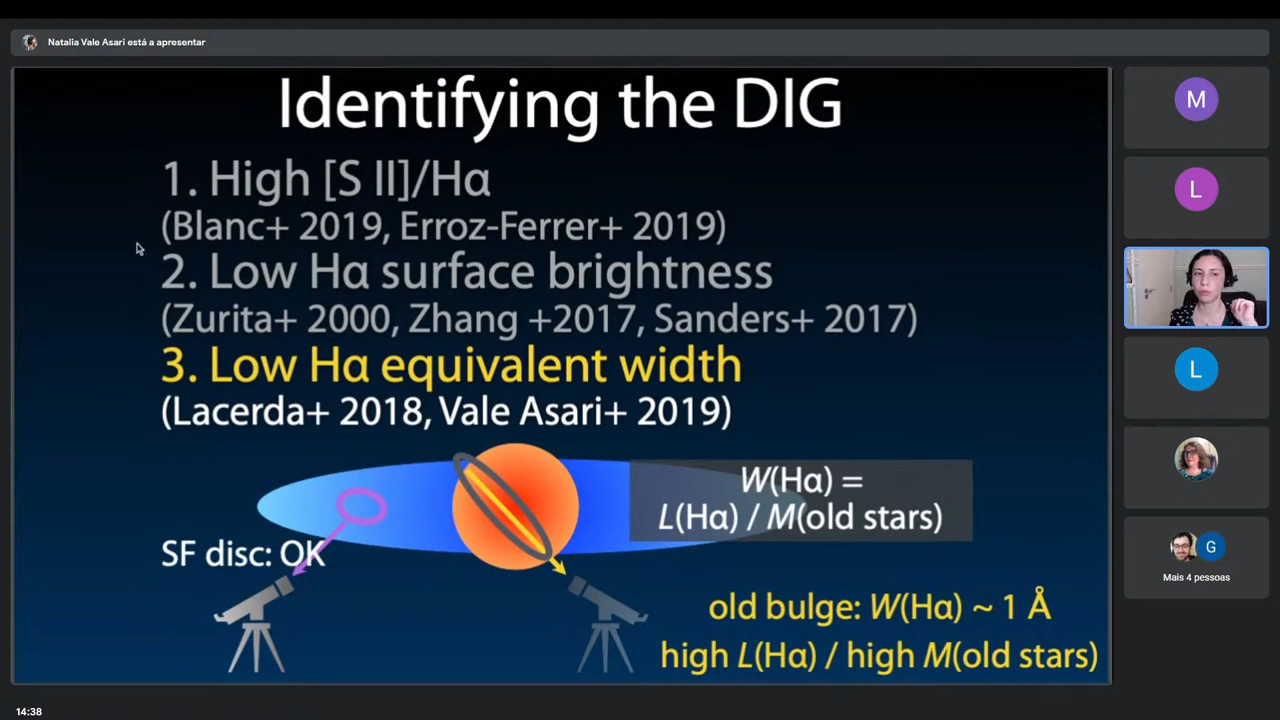 Natalia Vale Asari está a apresentar
Identifying the DIG
1. High [S II]/Hα
(Blanc+ 2019, Erroz-Ferrer+ 2019)
2. Low Hα surface brightness
(Zurita+ 2000, Zhang +2017, Sanders+ 2017)
3. Low Hα equivalent width
(Lacerda+ 2018, Vale Asari+ 2019)
W(Hα) =
L(Hα) / M(old stars)
SF disc: OK
old bulge: W(Hα) ~ 1 Å
high L(Hα) / high M(old stars)
M
L
L
G
Mais 4 pessoas
14:38